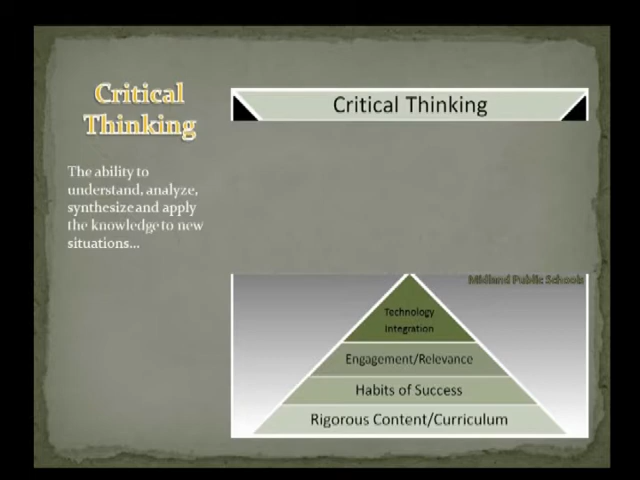 Critical
Thinking
The ability to
understand, analyze,
synthesize and apply
the knowledge to new
situations...
Critical Thinking
Midland Public Schools
Technology
Integration
Engagement/Relevance
Habits of Success
Rigorous Content/Curriculum